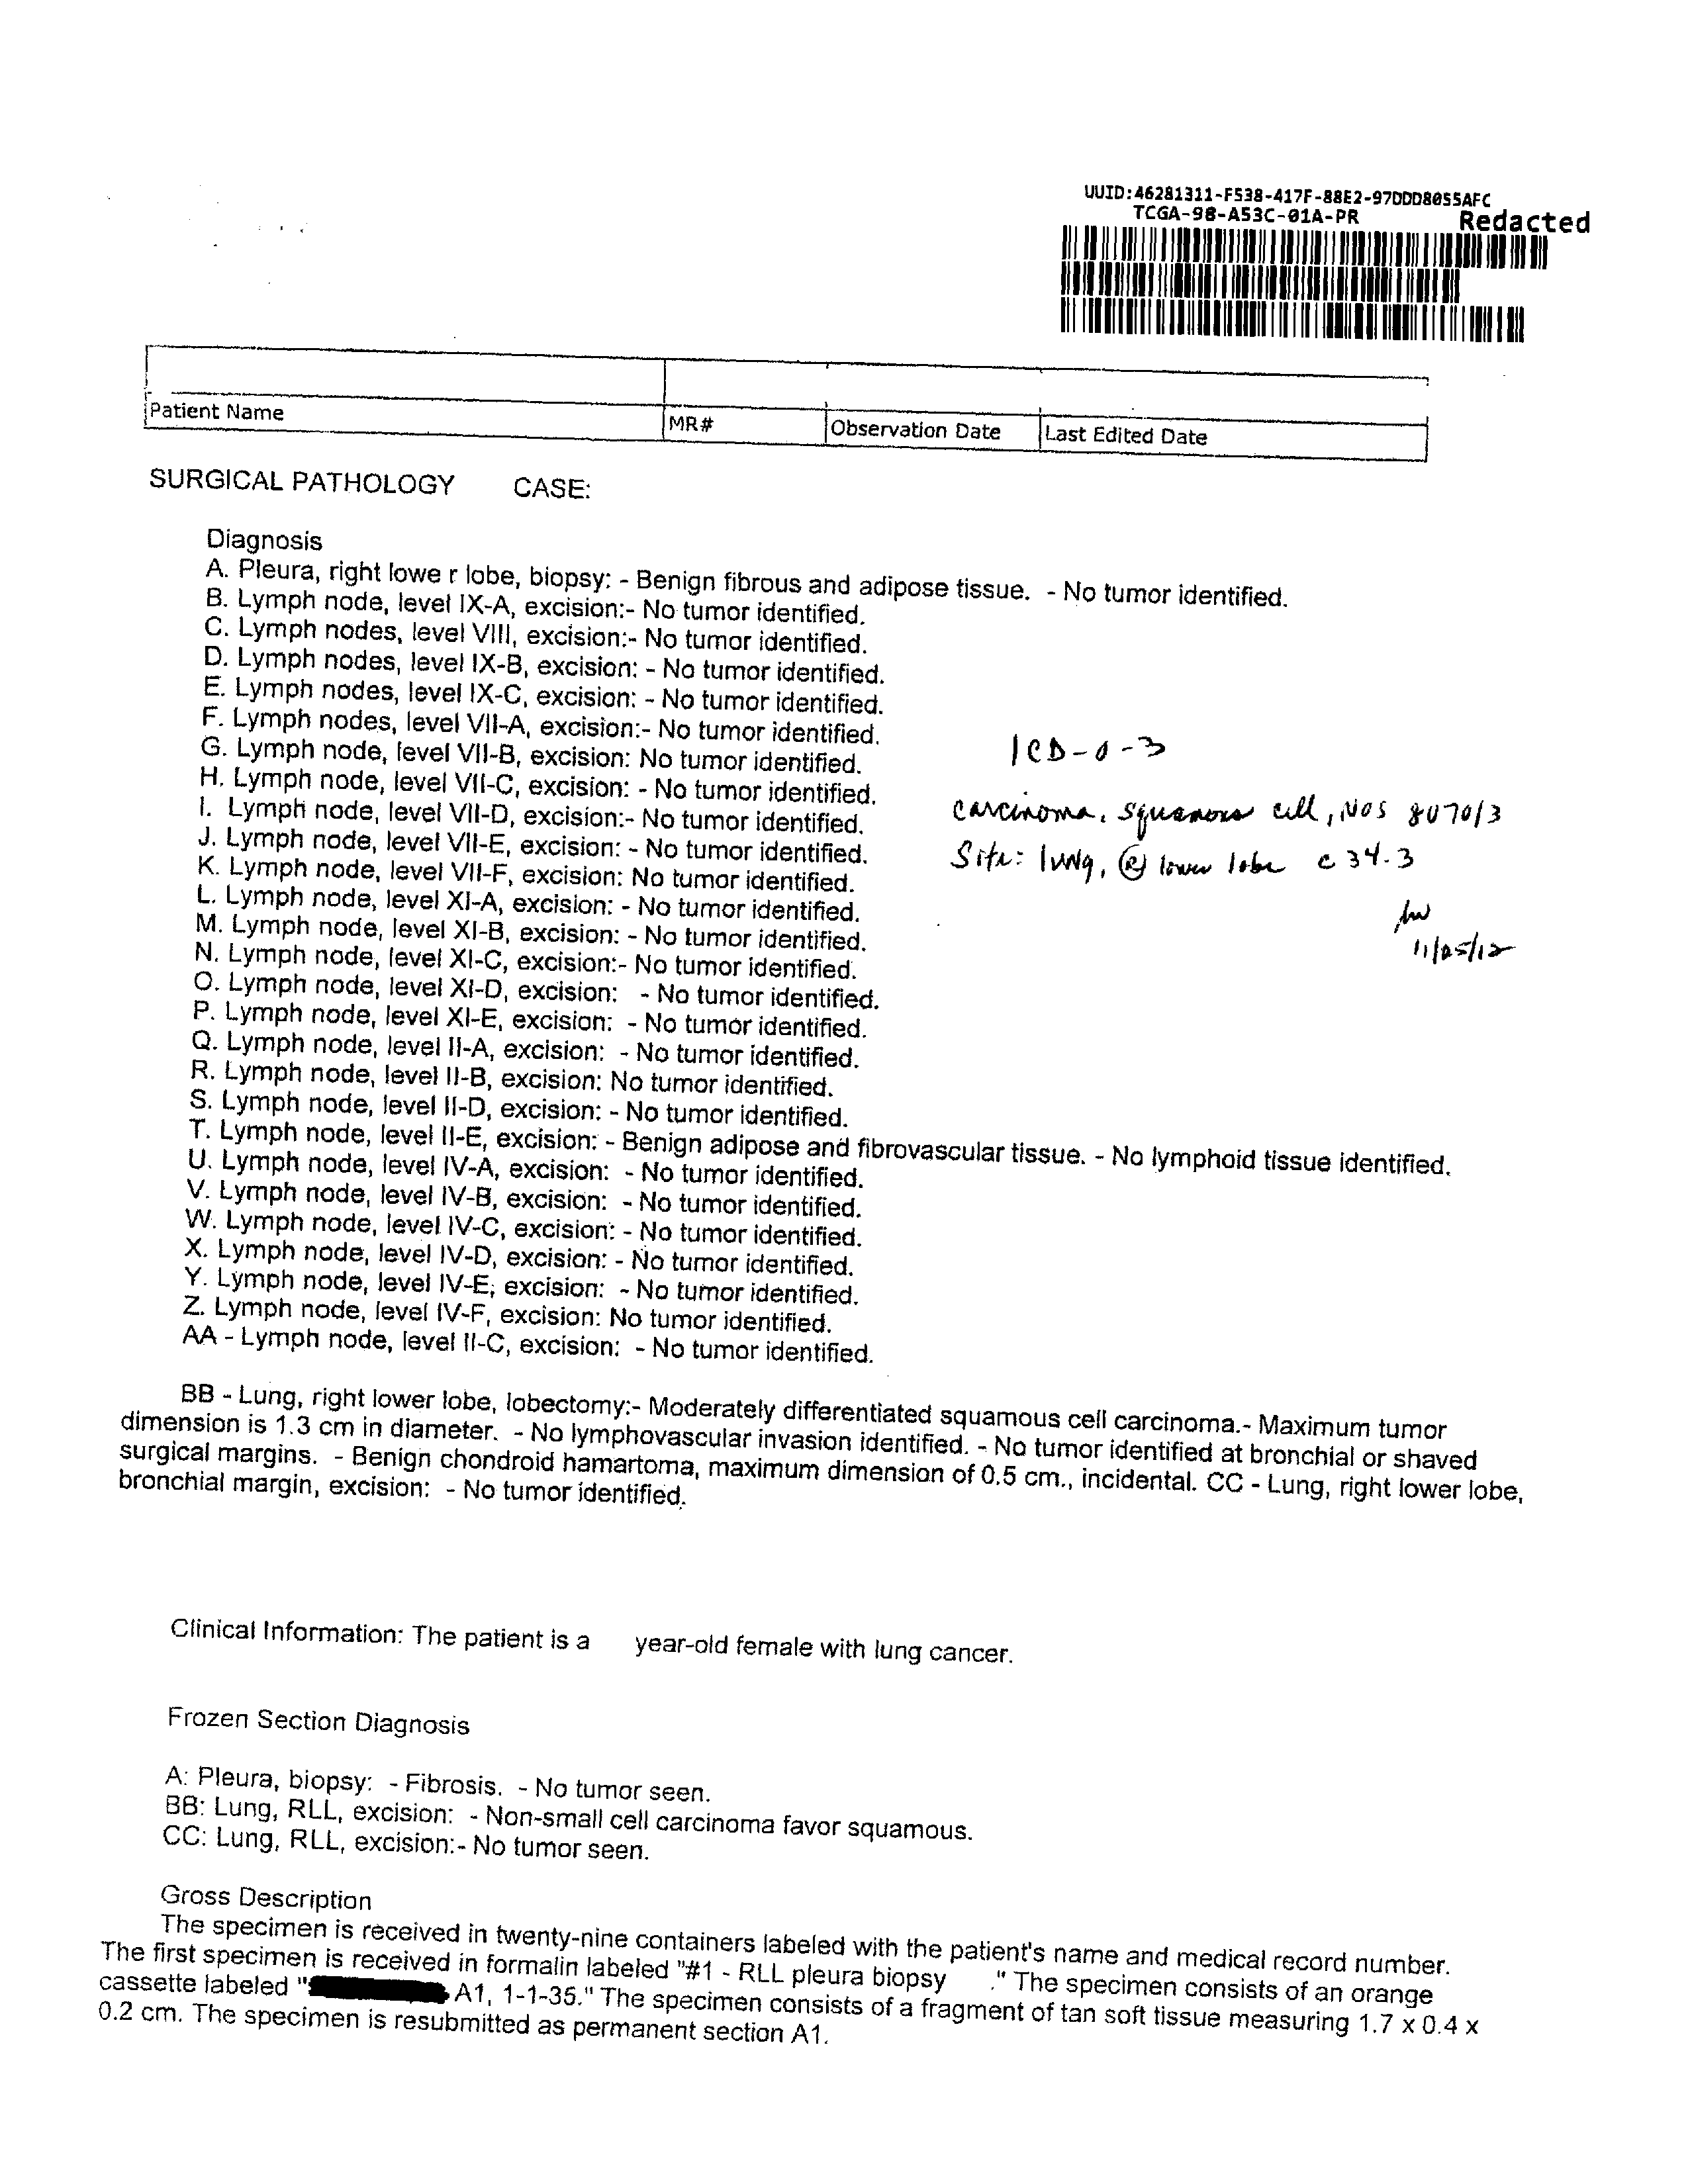 UUID:46281311-F538-417F-88E2-97DDD8055AFC
TCGA-98-A53C-01A-PR
Redacted
Patient Name
MR#
Observation Date
Last Edited Date
SURGICAL PATHOLOGY CASE:
Diagnosis
A. Pleura, right lowe r lobe, biopsy: - Benign fibrous and adipose tissue. - No tumor identified.
B. Lymph node, level IX-A, excision:- No tumor identified.
C. Lymph nodes, level VIII, excision:- No tumor identified.
D. Lymph nodes, level IX-B, excision: - No tumor identified.
E. Lymph nodes, level IX-C, excision: - No tumor identified.
F. Lymph nodes, level VII-A, excision:- No tumor identified.
G. Lymph node, level VII-B, excision: No tumor identified.
H. Lymph node, level VII-C, excision: - No tumor identified.
I. Lymph node, level VII-D, excision:- No tumor identified.
J. Lymph node, level VII-E, excision: - No tumor identified.
K. Lymph node, level VII-F, excision: No tumor identified.
L. Lymph node, level XI-A, excision: - No tumor identified.
M. Lymph node, level XI-B, excision: - No tumor identified.
N. Lymph node, level XI-C, excision:- No tumor identified.
O. Lymph node, level XI-D, excision: - No tumor identified.
P. Lymph node, level XI-E, excision: - No tumor identified.
Q. Lymph node, level II-A, excision: - No tumor identified.
R. Lymph node, level II-B, excision: No tumor identified.
S. Lymph node, level II-D, excision: - No tumor identified.
T. Lymph node, level II-E, excision: - Benign adipose and fibrovascular tissue. - No lymphoid tissue identified.
U. Lymph node, level IV-A, excision: - No tumor identified.
V. Lymph node, level IV-B, excision: - No tumor identified.
W. Lymph node, level IV-C, excision: - No tumor identified.
X. Lymph node, level IV-D, excision: - No tumor identified.
Y. Lymph node, level IV-E, excision: - No tumor identified.
Z. Lymph node, level IV-F, excision: No tumor identified.
AA - Lymph node, level II-C, excision: - No tumor identified.
ICD-O-3
carcinoma, squamous cell, NOS 8070/3
Site: lung, (R) lower lobe C34.3
11/25/12
BB - Lung, right lower lobe, lobectomy:- Moderately differentiated squamous cell carcinoma.- Maximum tumor
dimension is 1.3 cm in diameter. - No lymphovascular invasion identified. - No tumor identified at bronchial or shaved
surgical margins. - Benign chondroid hamartoma, maximum dimension of 0.5 cm., incidental. CC - Lung, right lower lobe,
bronchial margin, excision: - No tumor identified.
Clinical Information: The patient is a year-old female with lung cancer.
Frozen Section Diagnosis
A: Pleura, biopsy: - Fibrosis. - No tumor seen.
BB: Lung, RLL, excision: - Non-small cell carcinoma favor squamous.
CC: Lung, RLL, excision:- No tumor seen.
Gross Description
The specimen is received in twenty-nine containers labeled with the patient's name and medical record number.
The first specimen is received in formalin labeled "#1 - RLL pleura biopsy ." The specimen consists of an orange
cassette labeled " A1, 1-1-35." The specimen consists of a fragment of tan soft tissue measuring 1.7 x 0.4 x
0.2 cm. The specimen is resubmitted as permanent section A1.